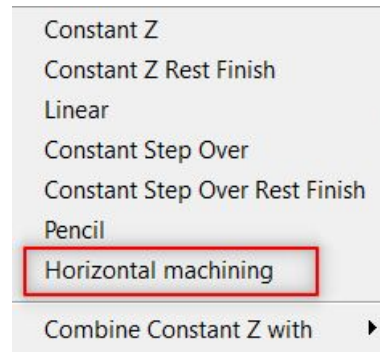 Constant Z
Constant Z Rest Finish
Linear
Constant Step Over
Constant Step Over Rest Finish
Pencil
Horizontal machining
Combine Constant Z with